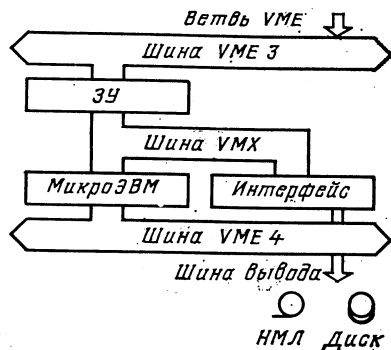 Ветвь VME
Шина VME 3
ЗУ
Шина VMX
МикроЭВМ
Интерфейс
Шина VME 4
Шина вывода
НМЛ
Диск